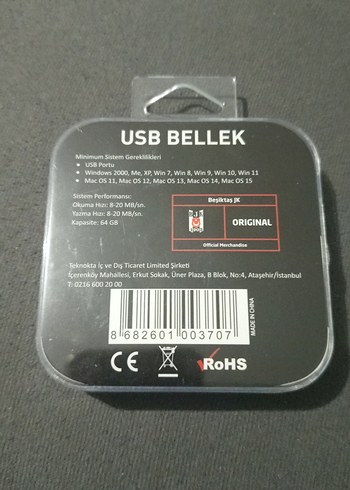 USB BELLEK
Minimum Sistem Gereklilikleri
USB Portu
Windows 2000, Me, XP, Win 7, Win 8, Win 9, Win 10, Win 11
Mac OS 11, Mac OS 12, Mac OS 13, Mac OS 14, Mac OS 15
Sistem Performansı:
Okuma Hızı: 8-20 MB/sn.
Yazma Hızı: 8-20 MB/sn.
Kapasite: 64 GB
Beşiktaş JK
ORIGINAL
Official Merchandise
Teknokta İç ve Dış Ticaret Limited Şirketi
İçerenköy Mahallesi, Erkut Sokak, Üner Plaza, B Blok, No:4, Ataşehir/İstanbul
T: 0216 600 20 00
8 682601 003707
MADE IN CHINA
CE
RoHS